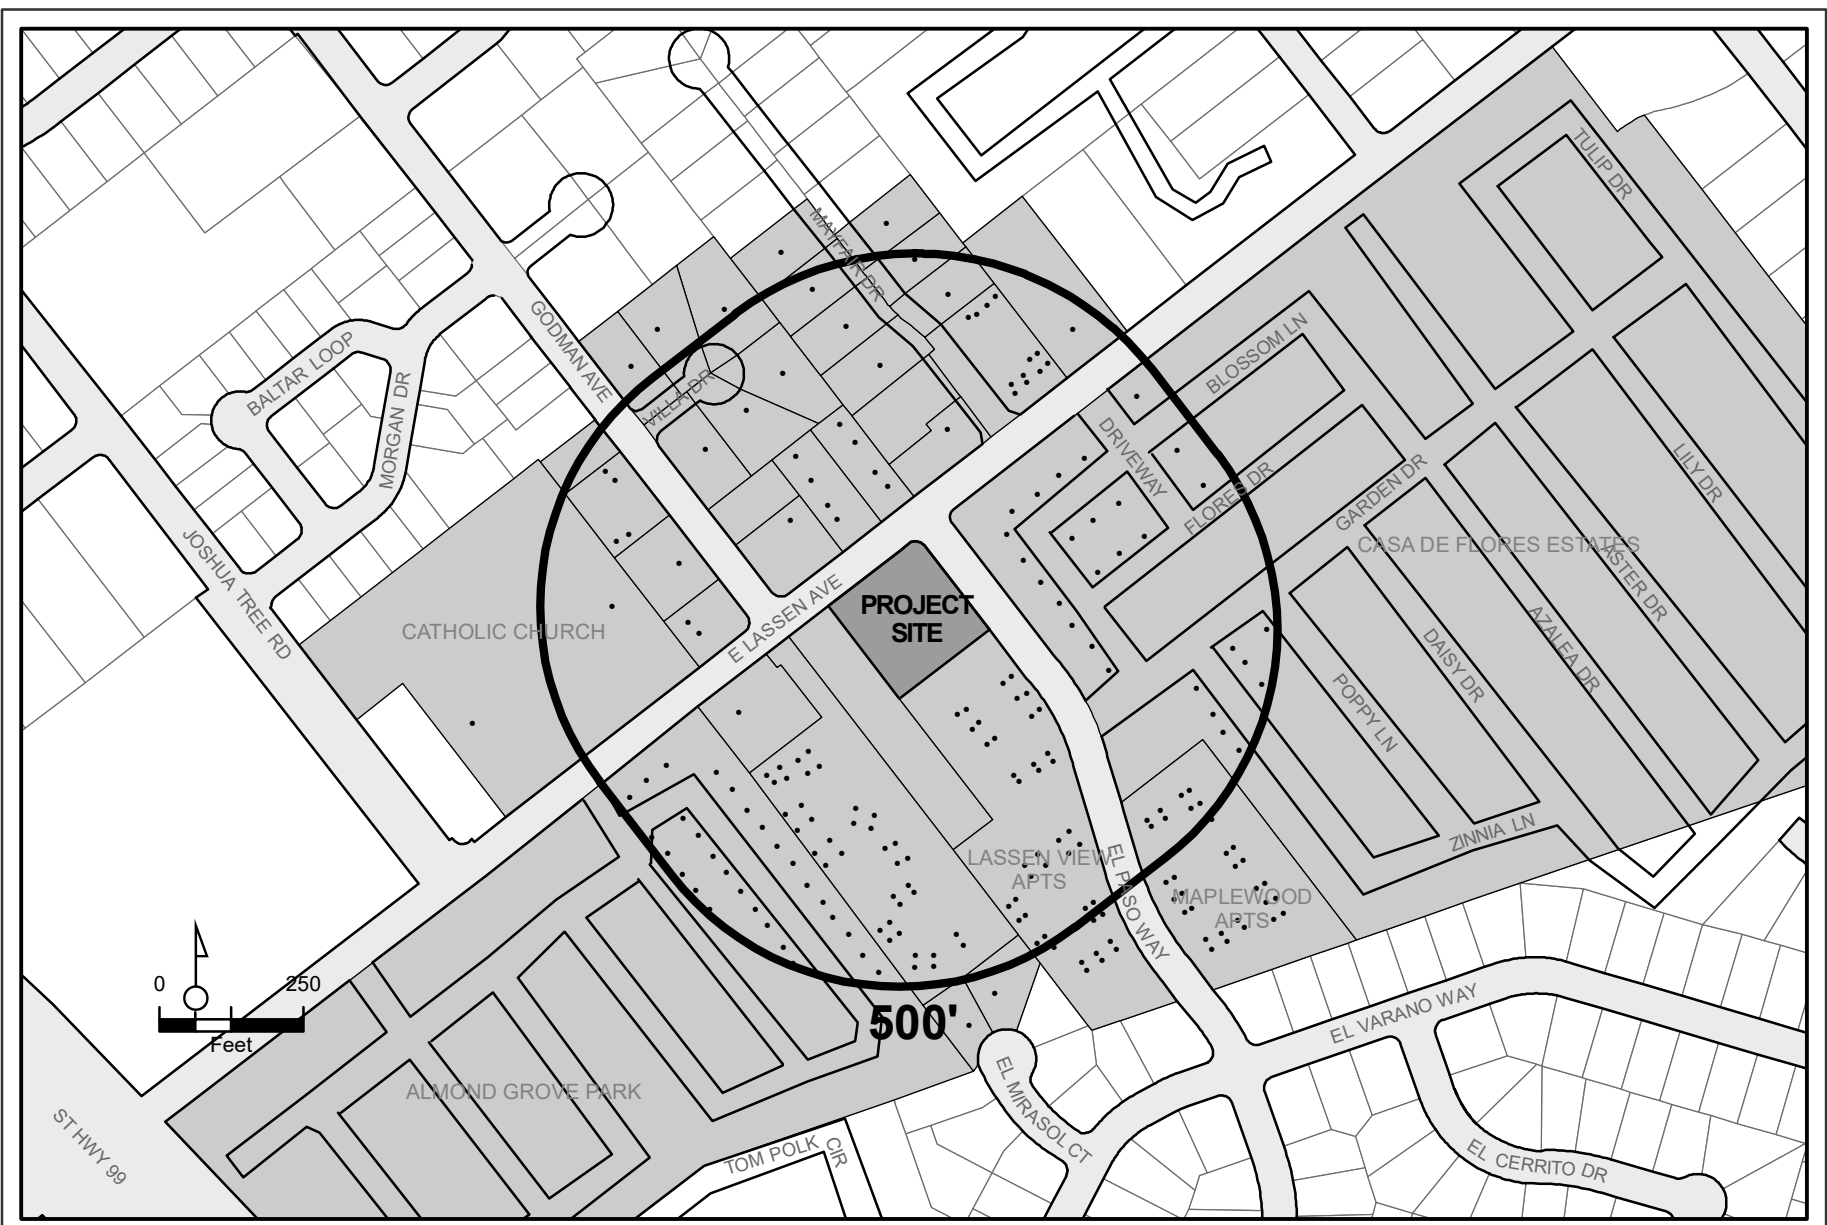 TULIP DR
MAYFAIR DR
GODMAN AVE
BLOSSOM LN
BALTAR LOOP
VILLA DR
MORGAN DR
DRIVEWAY
FLORES DR
GARDEN DR
LILY DR
CASA DE FLORES ESTATES
JOSHUA TREE RD
ASTER DR
PROJECT
SITE
E LASSEN AVE
CATHOLIC CHURCH
AZALEA DR
DAISY DR
POPPY LN
ZINNIA LN
LASSEN VIEW
APTS
EL PASO WAY
MAPLEWOOD
APTS
0 250
Feet
500'
EL VARANO WAY
ALMOND GROVE PARK
EL MIRASOL CT
ST HWY 99
TOM POLK CIR
EL CERRITO DR